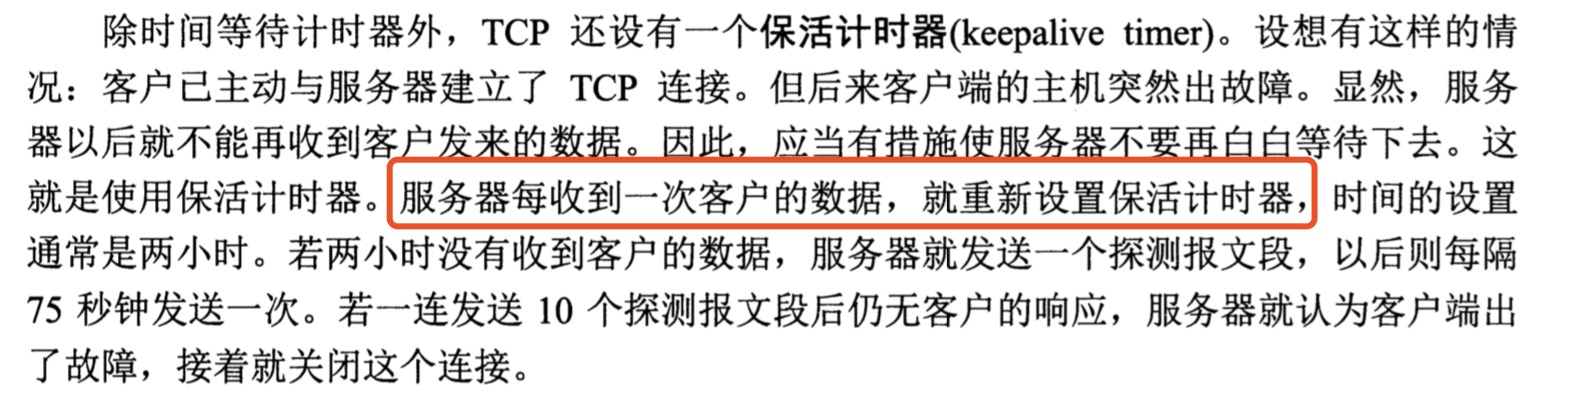 除时间等待计时器外，TCP 还设有一个保活计时器(keepalive timer)。设想有这样的情
况：客户已主动与服务器建立了 TCP 连接。但后来客户端的主机突然出故障。显然，服务
器以后就不能再收到客户发来的数据。因此，应当有措施使服务器不要再白白等待下去。这
就是使用保活计时器。服务器每收到一次客户的数据，就重新设置保活计时器，时间的设置
通常是两小时。若两小时没有收到客户的数据，服务器就发送一个探测报文段，以后则每隔
75 秒钟发送一次。若一连发送 10 个探测报文段后仍无客户的响应，服务器就认为客户端出
了故障，接着就关闭这个连接。